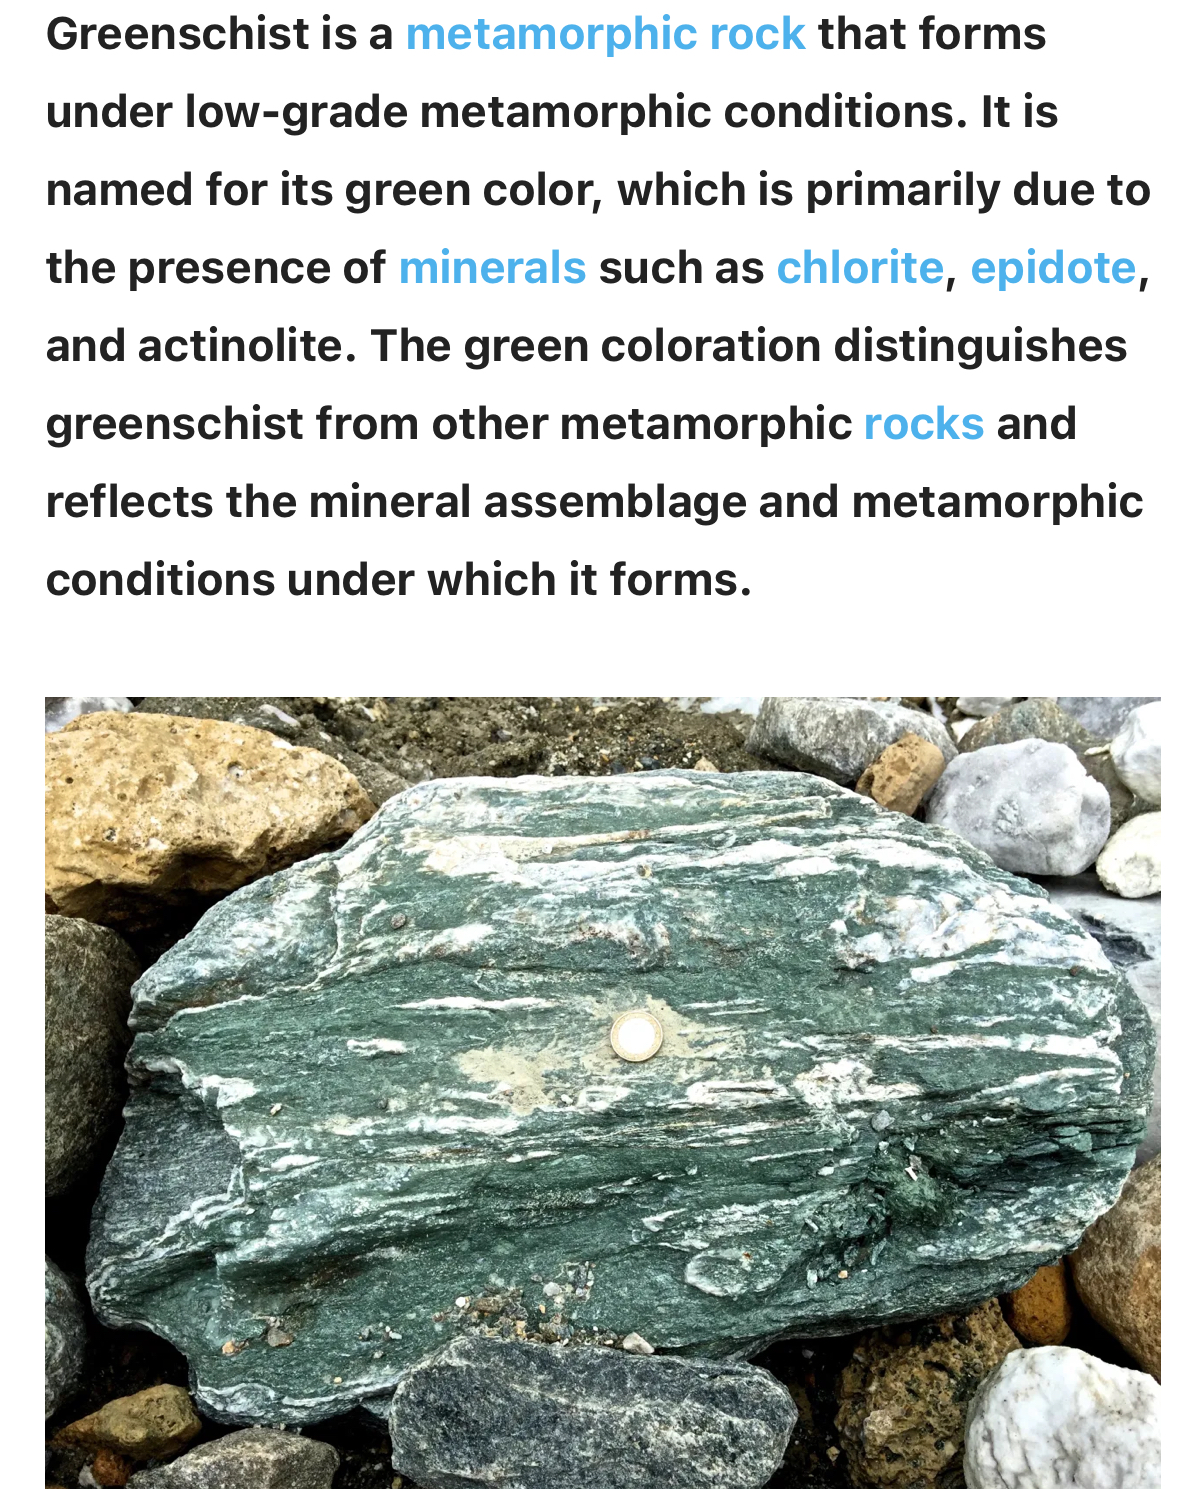 Greenschist is a metamorphic rock that forms
under low-grade metamorphic conditions. It is
named for its green color, which is primarily due to
the presence of minerals such as chlorite, epidote,
and actinolite. The green coloration distinguishes
greenschist from other metamorphic rocks and
reflects the mineral assemblage and metamorphic
conditions under which it forms.